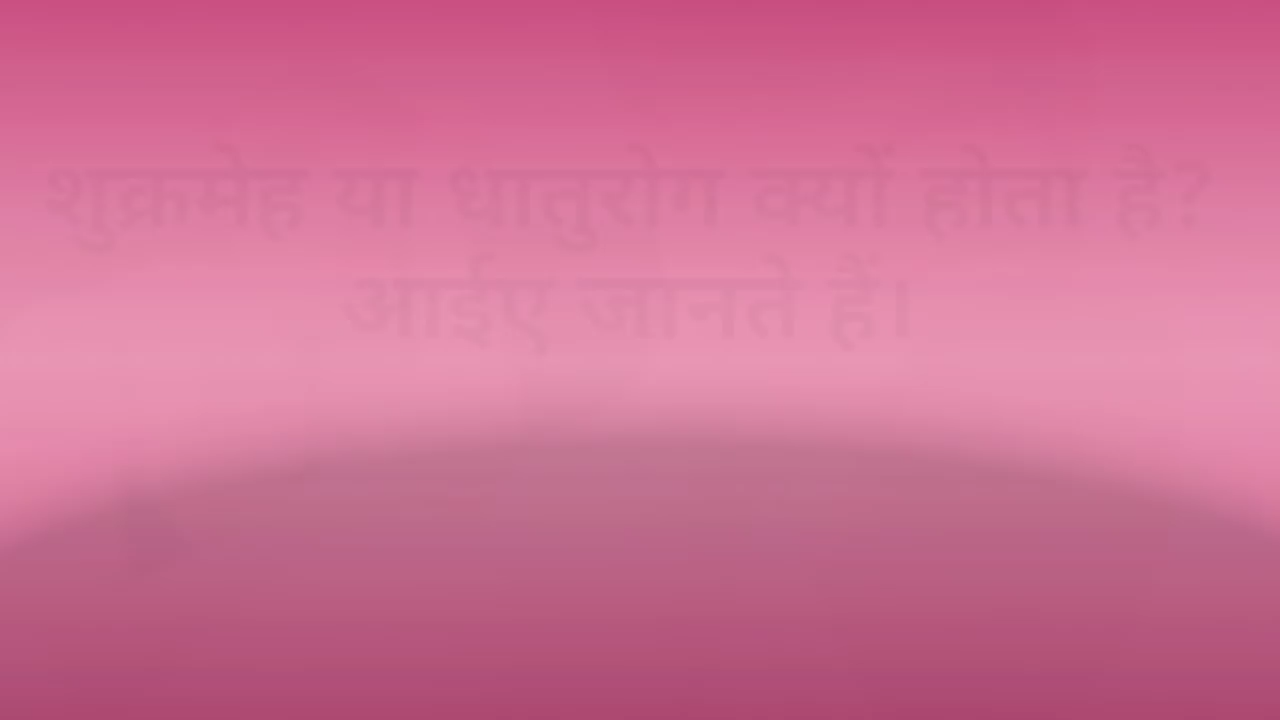 शुक्रमेह या धातुरोग क्यों होता है?
आईए जानते हैं।